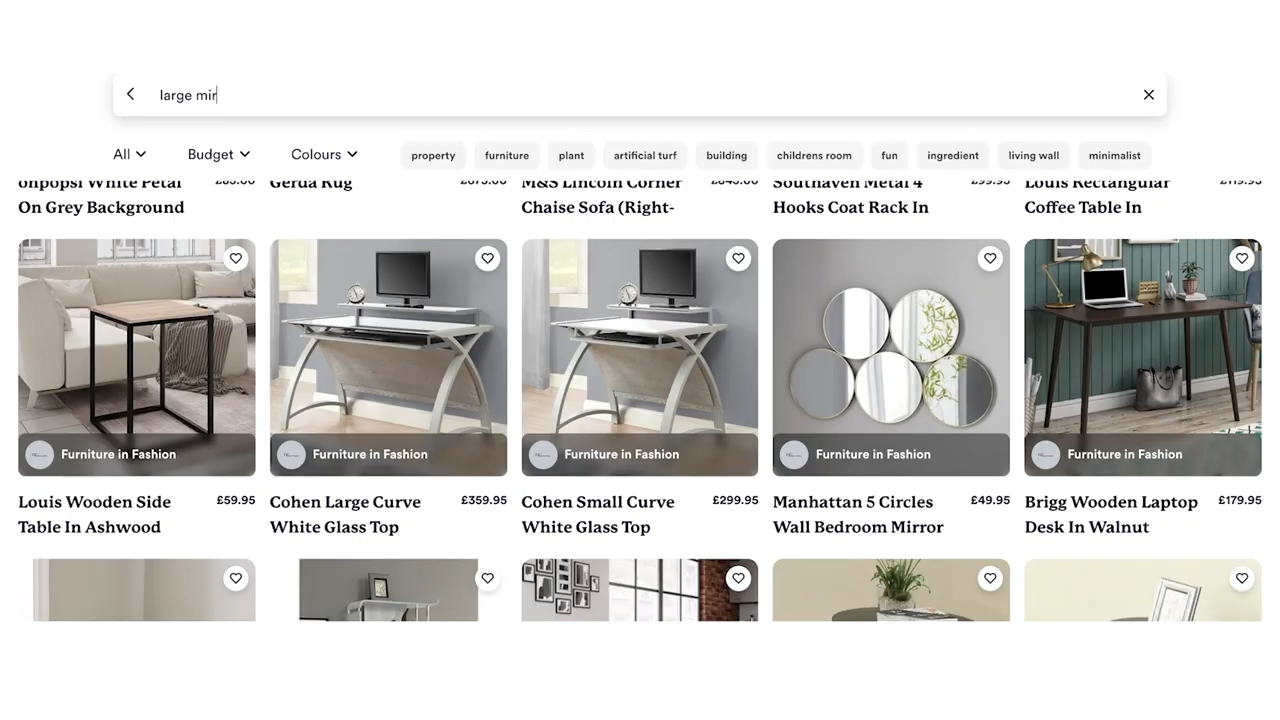 large mir
All
Budget
Colours
property
furniture
plant
artificial turf
building
childrens room
fun
ingredient
living wall
minimalist
onpopsi White Petal
On Grey Background
Gerda Rug
M&S Lincoln Corner
Chaise Sofa (Right-
Southaven Metal 4
Hooks Coat Rack In
Louis Rectangular
Coffee Table In
Furniture in Fashion
Louis Wooden Side
Table In Ashwood
£59.95
Furniture in Fashion
Cohen Large Curve
White Glass Top
£359.95
Furniture in Fashion
Cohen Small Curve
White Glass Top
£299.95
Furniture in Fashion
Manhattan 5 Circles
Wall Bedroom Mirror
£49.95
Furniture in Fashion
Brigg Wooden Laptop
Desk In Walnut
£179.95